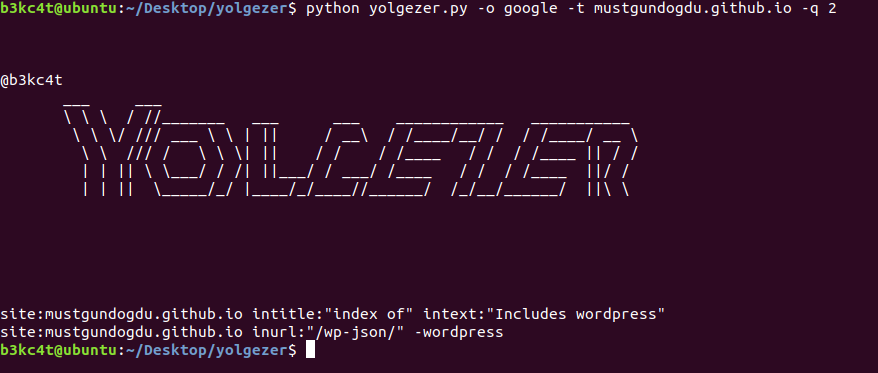 b3kc4t@ubuntu:~/Desktop/yolgezer$ python yolgezer.py -o google -t mustgundogdu.github.io -q 2
@b3kc4t
YOLGEZER
site:mustgundogdu.github.io intitle:"index of" intext:"Includes wordpress"
site:mustgundogdu.github.io inurl:"/wp-json/" -wordpress
b3kc4t@ubuntu:~/Desktop/yolgezer$